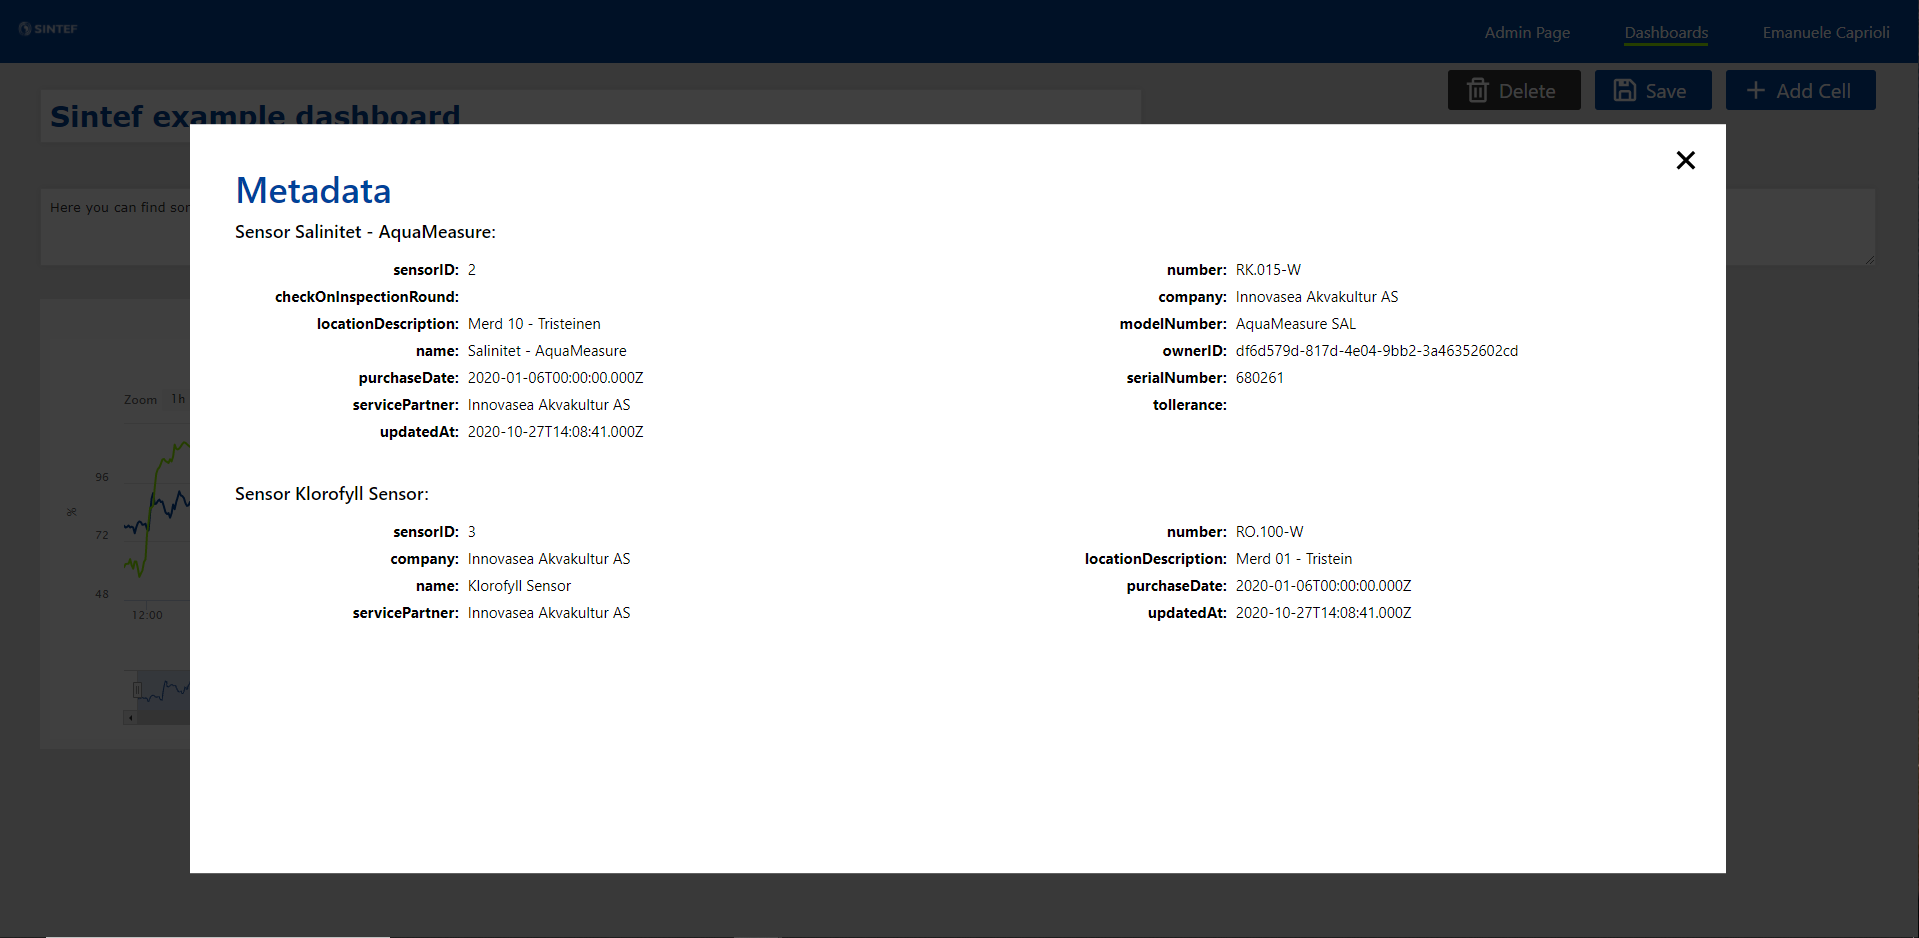 SINTEF
Admin Page
Dashboards
Emanuele Caprioli
Sintef example dashboard
Delete
Save
Add Cell
Here you can find
Metadata
Sensor Salinitet - AquaMeasure:
sensorID: 2
number: RK.015-W
checkOnInspectionRound:
company: Innovasea Akvakultur AS
locationDescription: Merd 10 - Tristeinen
modelNumber: AquaMeasure SAL
name: Salinitet - AquaMeasure
ownerID: df6d579d-817d-4e04-9bb2-3a46352602cd
purchaseDate: 2020-01-06T00:00:00.000Z
serialNumber: 680261
servicePartner: Innovasea Akvakultur AS
tollerance:
updatedAt: 2020-10-27T14:08:41.000Z
Sensor Klorofyll Sensor:
sensorID: 3
number: RO.100-W
company: Innovasea Akvakultur AS
locationDescription: Merd 01 - Tristein
name: Klorofyll Sensor
purchaseDate: 2020-01-06T00:00:00.000Z
servicePartner: Innovasea Akvakultur AS
updatedAt: 2020-10-27T14:08:41.000Z
Zoom 1h
96
%
72
48
12:00